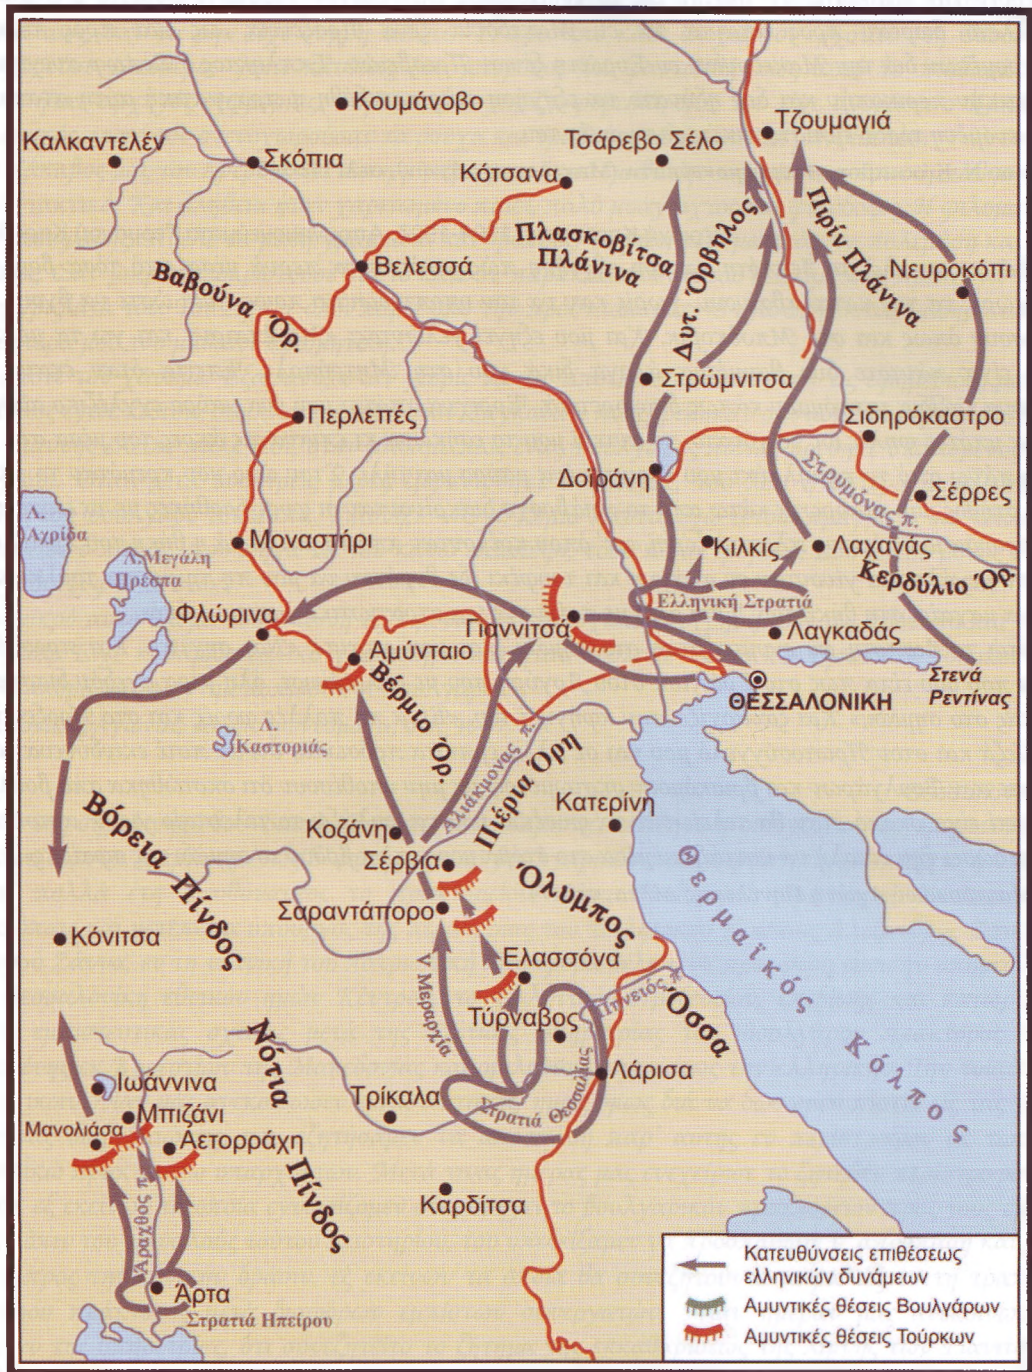 Κουμάνοβο
Τζουμαγιά
Καλκαντελέν
Σκόπια
Τσάρεβο Σέλο
Κότσανα
Πλασκοβίτσα
Πλάνινα
Δυτ. Όρβηλος
Πιρίν Πλάνινα
Νευροκόπι
Βελεσσά
Βαβούνα Όρ.
Στρώμνιτσα
Περλεπές
Σιδηρόκαστρο
Δοϊράνη
Στρυμόνας π.
Σέρρες
Λ.
Αχρίδα
Μοναστήρι
Λ.Μεγάλη
Πρέσπα
Κιλκίς
Λαχανάς
Κερδύλιο Όρ.
Ελληνική Στρατιά
Φλώρινα
Γιαννιτσά
Λαγκαδάς
Αμύνταιο
Βέρμιο Όρ.
ΘΕΣΣΑΛΟΝΙΚΗ
Στενά
Ρεντίνας
Λ.
Καστοριάς
Αλιάκμονας π.
Πιέρια Όρη
Κατερίνη
Κοζάνη
Σέρβια
Βόρεια Πίνδος
Σαραντάπορο
Όλυμπος
Θερμαϊκός Κόλπος
Κόνιτσα
Ελασσόνα
V Μεραρχία
Πηνειός π.
Όσσα
Τύρναβος
Νότια Πίνδος
Λάρισα
Ιωάννινα
Τρίκαλα
Στρατιά Θεσσαλίας
Μπιζάνι
Μανολιάσα
Αετορράχη
Καρδίτσα
Άραχθος π.
Άρτα
Στρατιά Ηπείρου
Κατευθύνσεις επιθέσεως
ελληνικών δυνάμεων
Αμυντικές θέσεις Βουλγάρων
Αμυντικές θέσεις Τούρκων